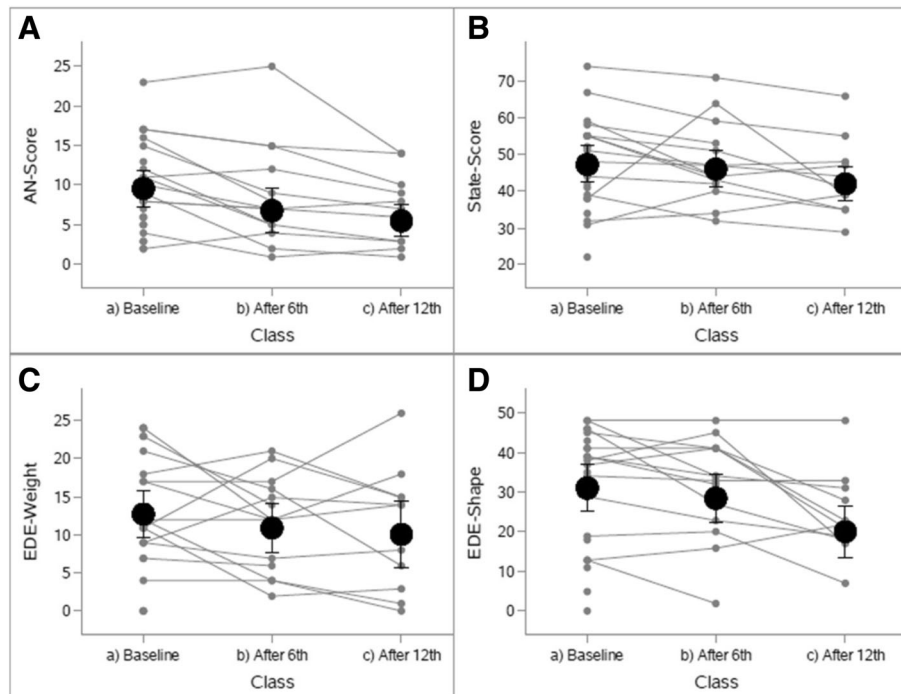 A
AN-Score
25
20
15
10
5
0
a) Baseline b) After 6th c) After 12th
Class
B
State-Score
70
60
50
40
30
20
a) Baseline b) After 6th c) After 12th
Class
C
EDE-Weight
25
20
15
10
5
0
a) Baseline b) After 6th c) After 12th
Class
D
EDE-Shape
50
40
30
20
10
0
a) Baseline b) After 6th c) After 12th
Class